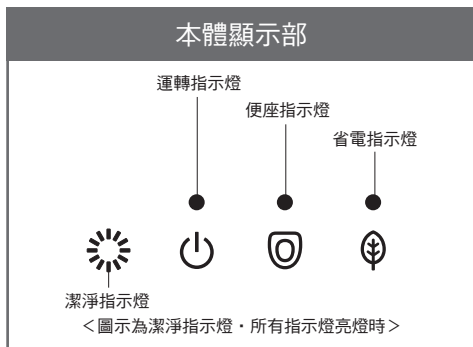 本體顯示部
運轉指示燈
便座指示燈
省電指示燈
潔淨指示燈
＜圖示為潔淨指示燈・所有指示燈亮燈時＞